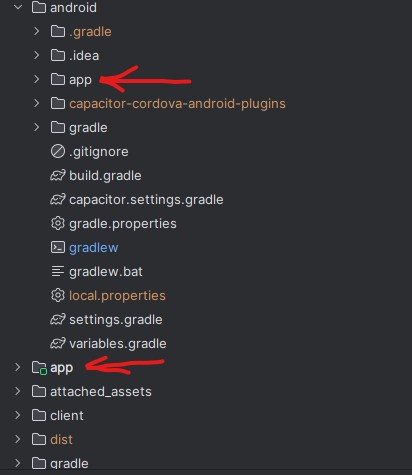 android
.gradle
.idea
app
capacitor-cordova-android-plugins
gradle
.gitignore
build.gradle
capacitor.settings.gradle
gradle.properties
gradlew
gradlew.bat
local.properties
settings.gradle
variables.gradle
app
attached_assets
client
dist
gradle